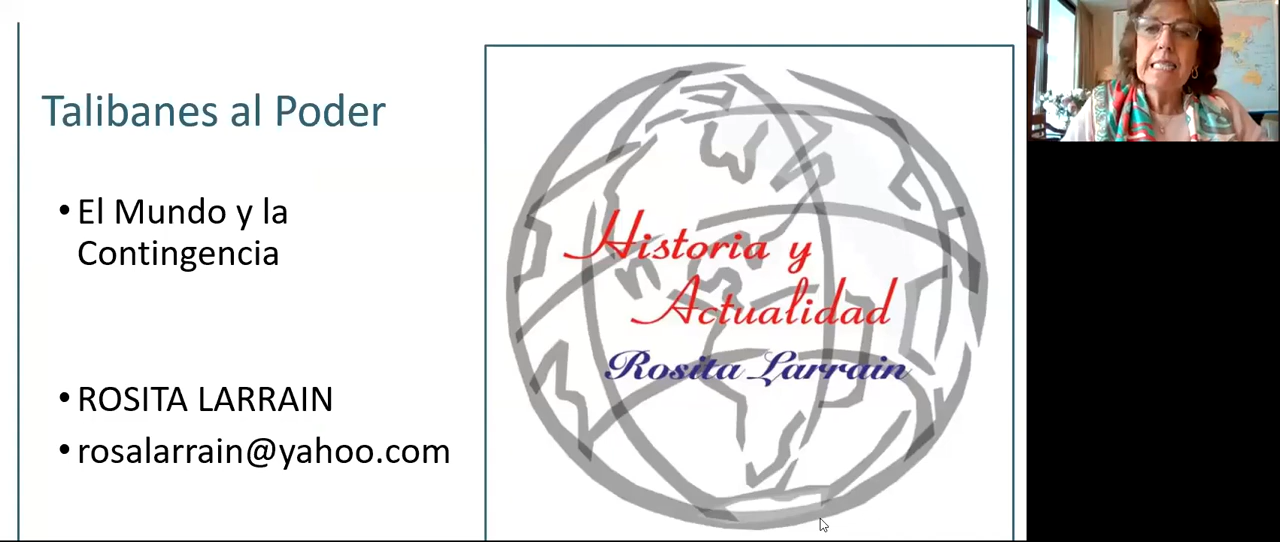 Talibanes al Poder
• El Mundo y la
Contingencia
• ROSITA LARRAIN
• rosalarrain@yahoo.com
Historia y
Actualidad
Rosita Larrain